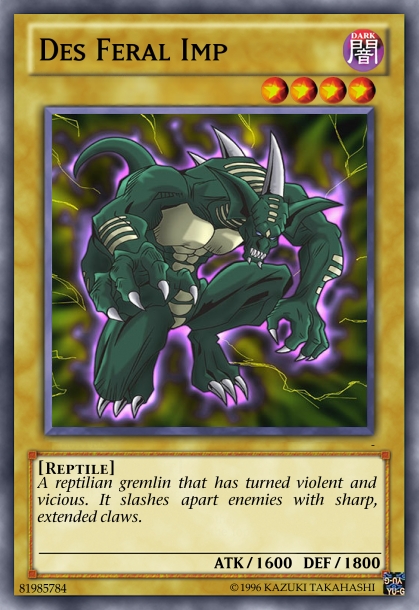 DES FERAL IMP
DARK
闇
[REPTILE]
A reptilian gremlin that has turned violent and
vicious. It slashes apart enemies with sharp,
extended claws.
ATK / 1600 DEF / 1800
81985784
©1996 KAZUKI TAKAHASHI
YU-G